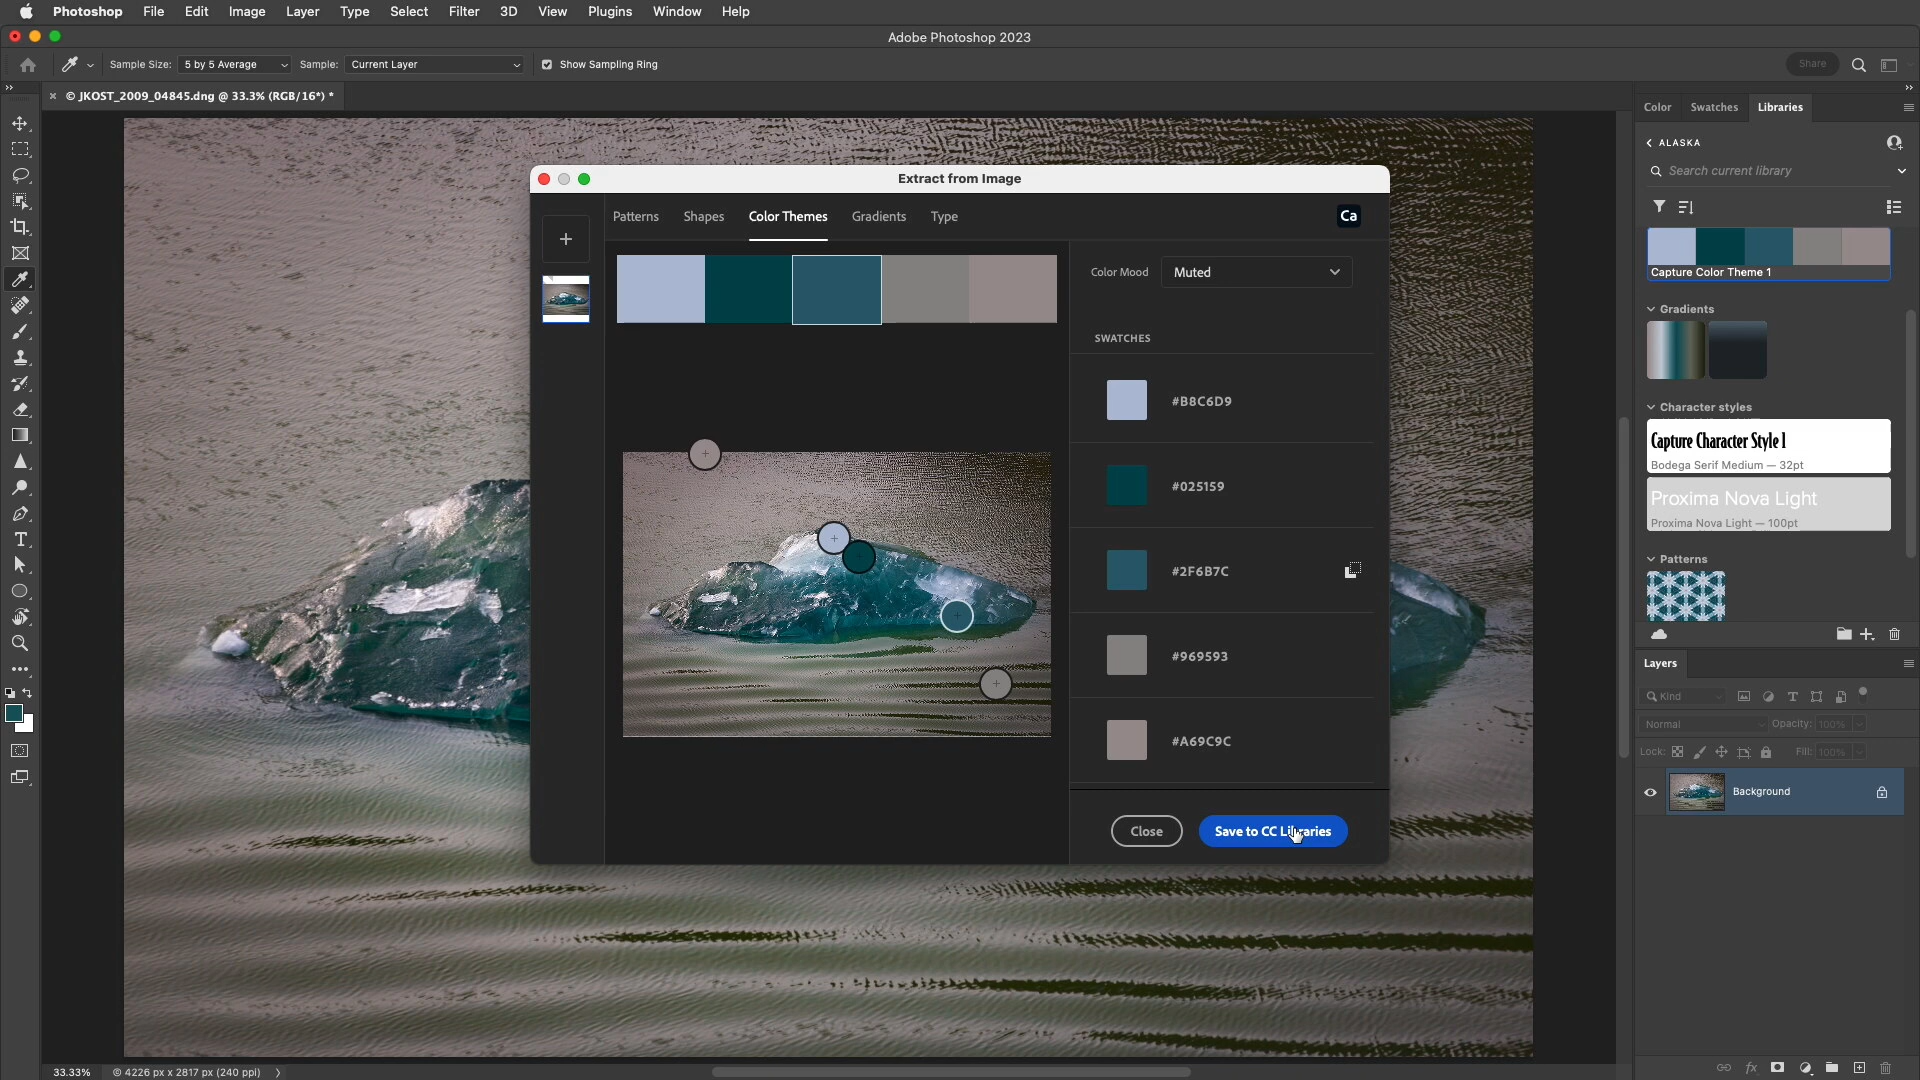 Photoshop File Edit Image Layer Type Select Filter 3D View Plugins Window Help
Adobe Photoshop 2023
Sample Size: 5 by 5 Average Sample: Current Layer Show Sampling Ring Share
© JKOST_2009_04845.dng @ 33.3% (RGB/16*) *
Color Swatches Libraries
ALASKA
Search current library
Capture Color Theme 1
Gradients
Character styles
Capture Character Style 1
Bodega Serif Medium — 32pt
Proxima Nova Light
Proxima Nova Light — 100pt
Patterns
Extract from Image
Patterns Shapes Color Themes Gradients Type Ca
Color Mood Muted
SWATCHES
#B8C6D9
#025159
#2F6B7C
#969593
#A69C9C
Close Save to CC Libraries
Layers
Kind
Normal Opacity: 100%
Lock: Fill: 100%
Background
fx
33.33% © 4226 px x 2817 px (240 ppi)